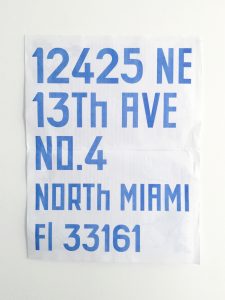 12425 NE
13Th AVE
NO.4
NORTh MIAMI
Fl 33161